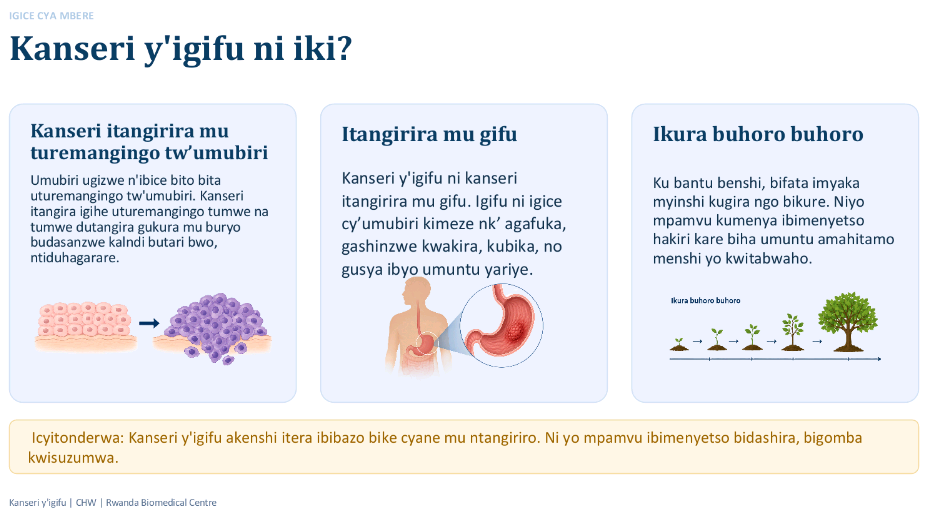 IGICE CYA MBERE
Kanseri y'igifu ni iki?
Kanseri itangirira mu
turemangingo tw’umubiri
Umubiri ugizwe n'ibice bito bita
uturemangingo tw'umubiri. Kanseri
itangira igihe uturemangingo tumwe na
tumwe dutangira gukura mu buryo
budasanzwe kalndi butari bwo,
ntiduhagarare.
Itangirira mu gifu
Kanseri y'igifu ni kanseri
itangirira mu gifu. Igifu ni igice
cy’umubiri kimeze nk’ agafuka,
gashinzwe kwakira, kubika, no
gusya ibyo umuntu yariye.
Ikura buhoro buhoro
Ku bantu benshi, bifata imyaka
myinshi kugira ngo bikure. Niyo
mpamvu kumenya ibimenyetso
hakiri kare biha umuntu amahitamo
menshi yo kwitabwaho.
Ikura buhoro buhoro
Icyitonderwa: Kanseri y'igifu akenshi itera ibibazo bike cyane mu ntangiriro. Ni yo mpamvu ibimenyetso bidashira, bigomba
kwisuzumwa.
Kanseri y'igifu | CHW | Rwanda Biomedical Centre